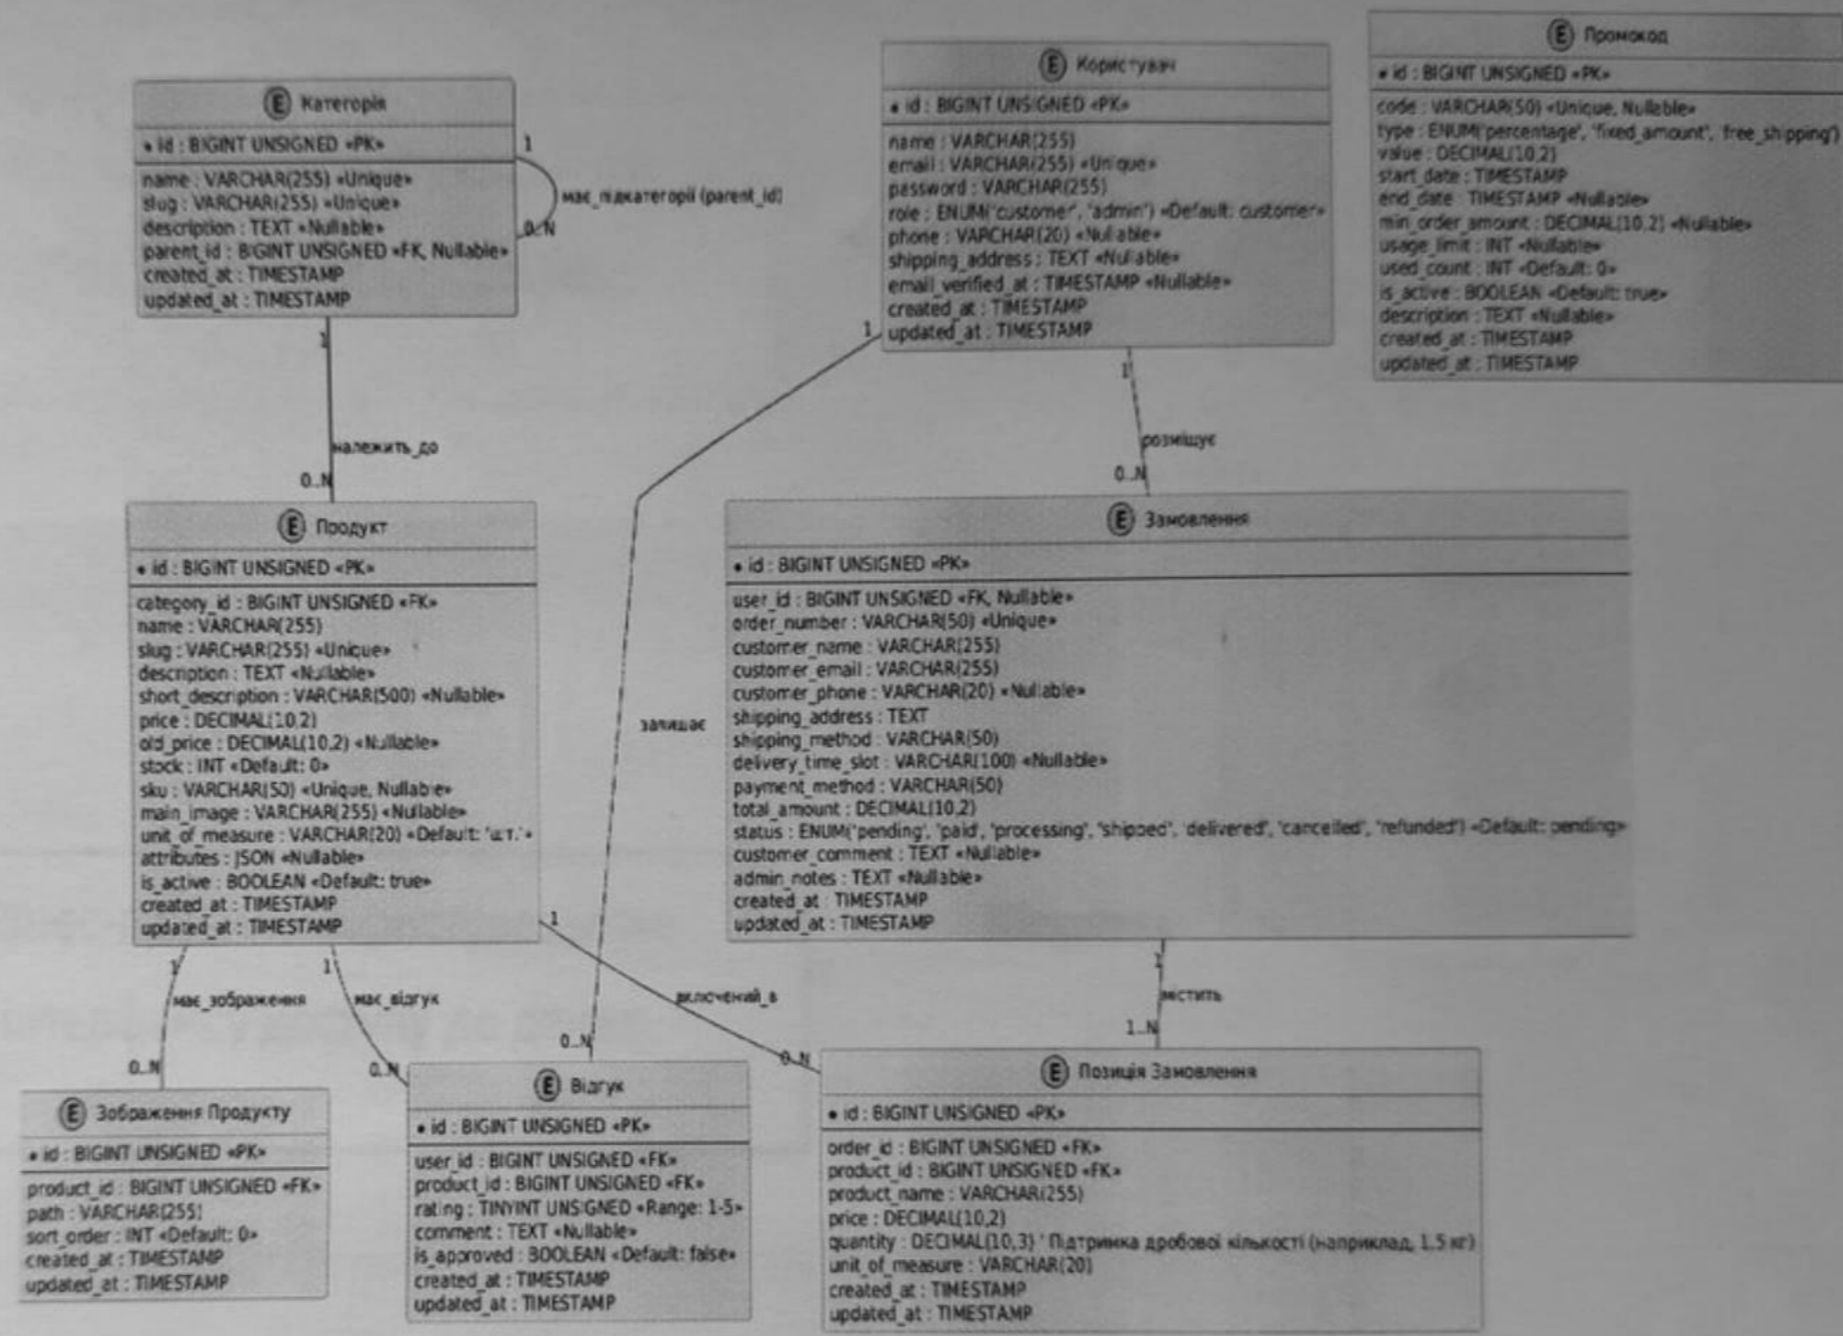 E Категорія
• id : BIGINT UNSIGNED «PK»
name : VARCHAR(255) «Unique»
slug : VARCHAR(255) «Unique»
description : TEXT «Nullable»
parent_id : BIGINT UNSIGNED «FK, Nullable»
created_at : TIMESTAMP
updated_at : TIMESTAMP
1
має_підкатегорії (parent_id)
0..N
E Користувач
• id : BIGINT UNSIGNED «PK»
name : VARCHAR(255)
email : VARCHAR(255) «Unique»
password : VARCHAR(255)
role : ENUM('customer', 'admin') «Default: customer»
phone : VARCHAR(20) «Nullable»
shipping_address : TEXT «Nullable»
email_verified_at : TIMESTAMP «Nullable»
created_at : TIMESTAMP
updated_at : TIMESTAMP
E Промокод
• id : BIGINT UNSIGNED «PK»
code : VARCHAR(50) «Unique, Nullable»
type : ENUM('percentage', 'fixed_amount', 'free_shipping')
value : DECIMAL(10,2)
start_date : TIMESTAMP
end_date : TIMESTAMP «Nullable»
min_order_amount : DECIMAL(10,2) «Nullable»
usage_limit : INT «Nullable»
used_count : INT «Default: 0»
is_active : BOOLEAN «Default: true»
description : TEXT «Nullable»
created_at : TIMESTAMP
updated_at : TIMESTAMP
1
належить_до
0..N
1
1
розміщує
0..N
E Продукт
• id : BIGINT UNSIGNED «PK»
category_id : BIGINT UNSIGNED «FK»
name : VARCHAR(255)
slug : VARCHAR(255) «Unique»
description : TEXT «Nullable»
short_description : VARCHAR(500) «Nullable»
price : DECIMAL(10,2)
old_price : DECIMAL(10,2) «Nullable»
stock : INT «Default: 0»
sku : VARCHAR(50) «Unique, Nullable»
main_image : VARCHAR(255) «Nullable»
unit_of_measure : VARCHAR(20) «Default: 'шт.'»
attributes : JSON «Nullable»
is_active : BOOLEAN «Default: true»
created_at : TIMESTAMP
updated_at : TIMESTAMP
залишає
E Замовлення
• id : BIGINT UNSIGNED «PK»
user_id : BIGINT UNSIGNED «FK, Nullable»
order_number : VARCHAR(50) «Unique»
customer_name : VARCHAR(255)
customer_email : VARCHAR(255)
customer_phone : VARCHAR(20) «Nullable»
shipping_address : TEXT
shipping_method : VARCHAR(50)
delivery_time_slot : VARCHAR(100) «Nullable»
payment_method : VARCHAR(50)
total_amount : DECIMAL(10,2)
status : ENUM('pending', 'paid', 'processing', 'shipped', 'delivered', 'cancelled', 'refunded') «Default: pending»
customer_comment : TEXT «Nullable»
admin_notes : TEXT «Nullable»
created_at : TIMESTAMP
updated_at : TIMESTAMP
1
має_зображення
0..N
1
має_відгук
0..N
0..N
1
включений_в
0..N
1
містить
1..N
E Зображення Продукту
• id : BIGINT UNSIGNED «PK»
product_id : BIGINT UNSIGNED «FK»
path : VARCHAR(255)
sort_order : INT «Default: 0»
created_at : TIMESTAMP
updated_at : TIMESTAMP
E Відгук
• id : BIGINT UNSIGNED «PK»
user_id : BIGINT UNSIGNED «FK»
product_id : BIGINT UNSIGNED «FK»
rating : TINYINT UNSIGNED «Range: 1-5»
comment : TEXT «Nullable»
is_approved : BOOLEAN «Default: false»
created_at : TIMESTAMP
updated_at : TIMESTAMP
E Позиція Замовлення
• id : BIGINT UNSIGNED «PK»
order_id : BIGINT UNSIGNED «FK»
product_id : BIGINT UNSIGNED «FK»
product_name : VARCHAR(255)
price : DECIMAL(10,2)
quantity : DECIMAL(10,3) ' Підтримка дробової кількості (наприклад, 1.5 кг)
unit_of_measure : VARCHAR(20)
created_at : TIMESTAMP
updated_at : TIMESTAMP